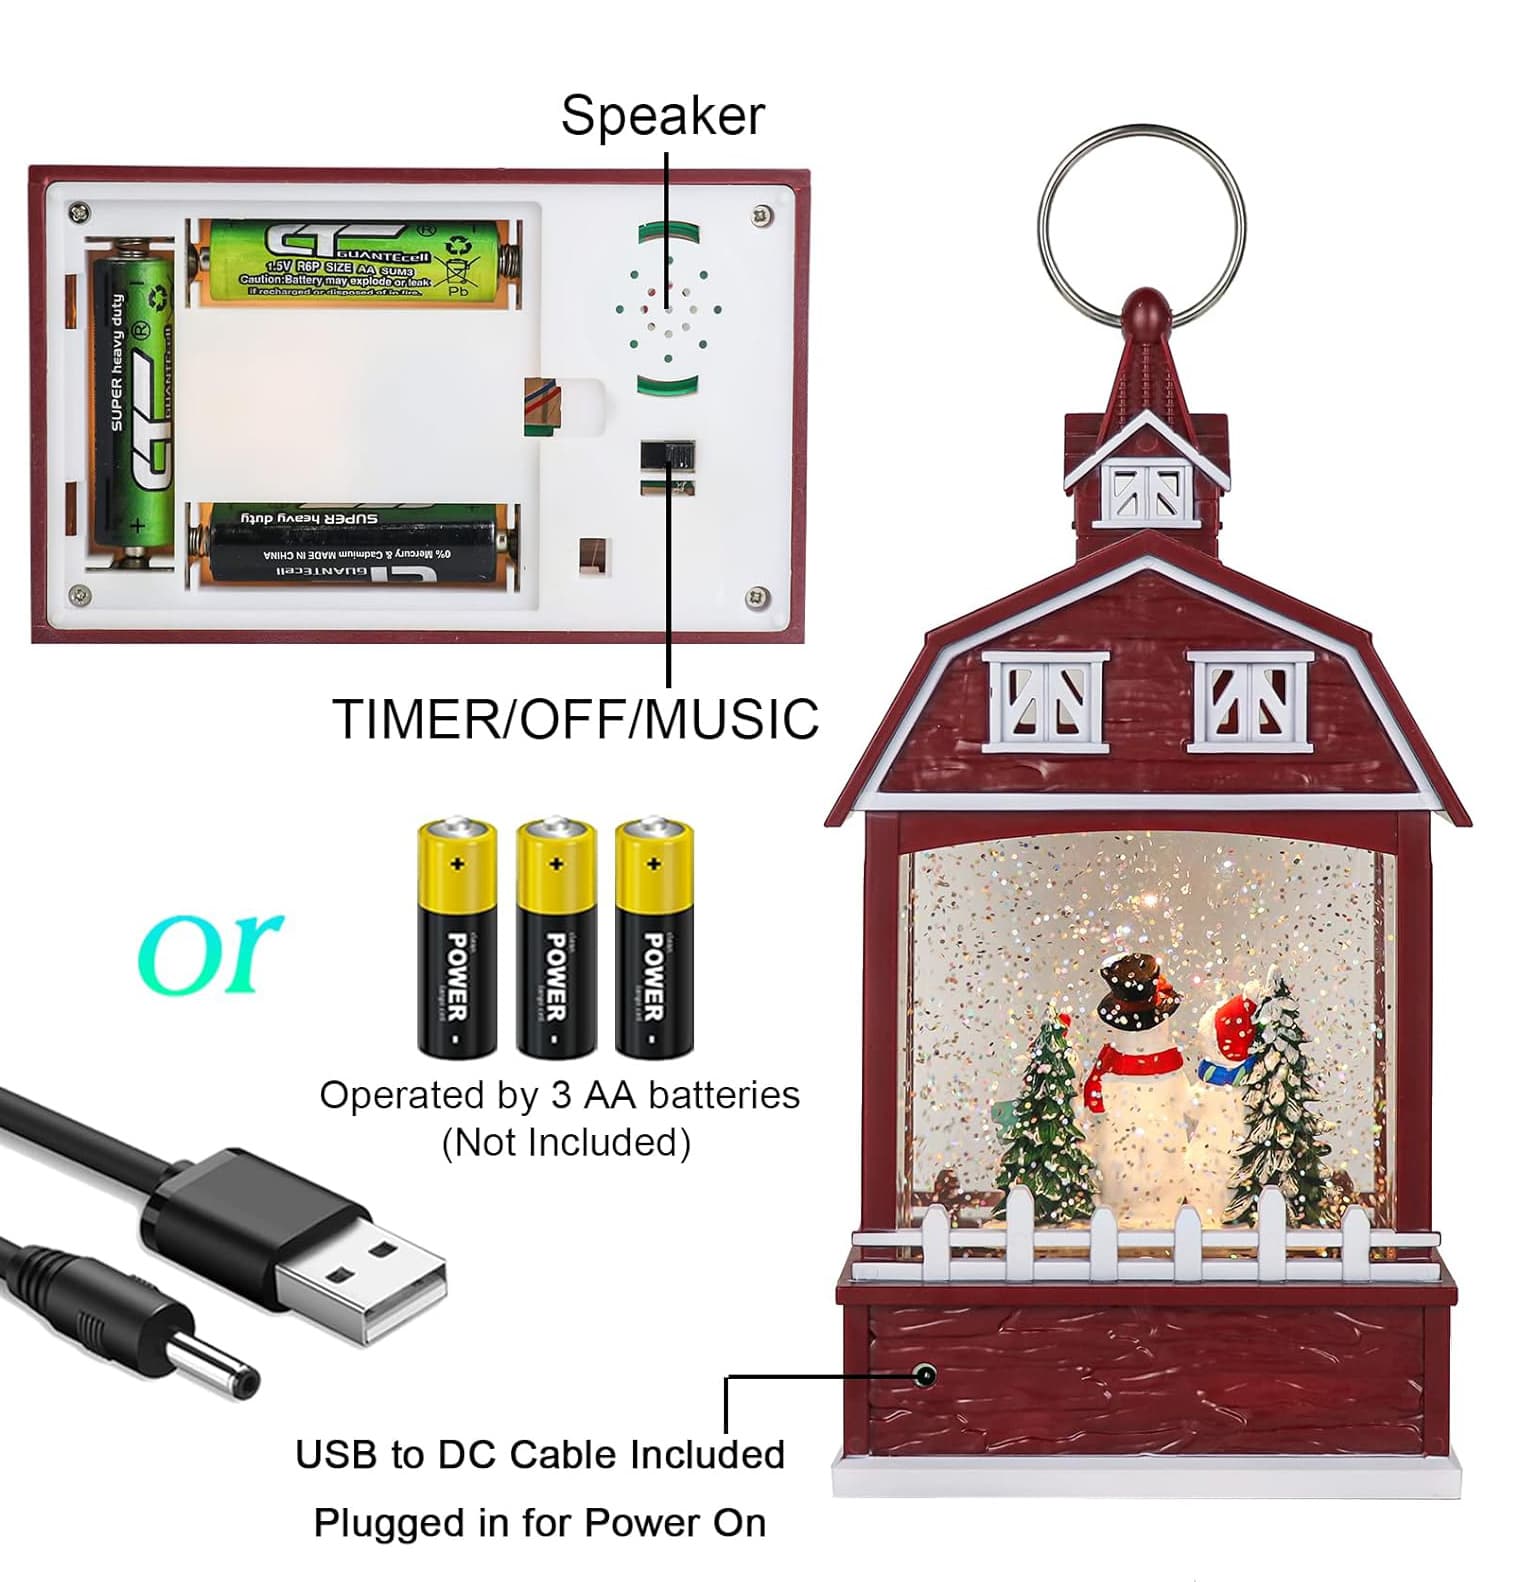 Speaker
CT®
GUANTEcell
1.5V R6P SIZE AA SUM3
Caution:Battery may explode or leak
if recharged or disposed of in fire.
Pb
SUPER heavy duty
CT®
GUANTEcell
SUPER heavy duty
0% Mercury & Cadmium MADE IN CHINA
GUANTEcell
TIMER/OFF/MUSIC
or
+ + +
POWER POWER POWER
- - -
Operated by 3 AA batteries
(Not Included)
USB to DC Cable Included
Plugged in for Power On